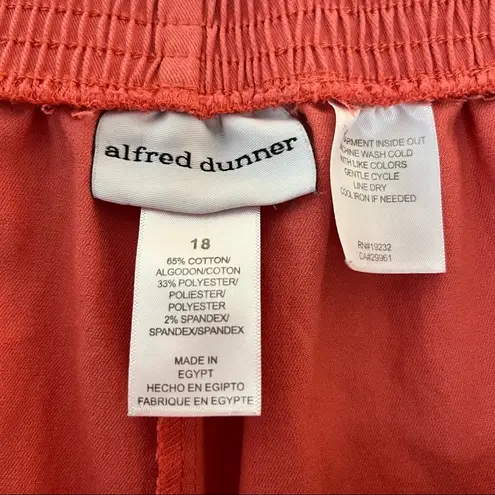 alfred dunner
18
65% COTTON/
ALGODON/COTON
33% POLYESTER/
POLIESTER/
POLYESTER
2% SPANDEX/
SPANDEX/SPANDEX
MADE IN
EGYPT
HECHO EN EGIPTO
FABRIQUE EN EGYPTE
INSIDE OUT
WASH COLD
LIKE COLORS
GENTLE CYCLE
LINE DRY
COOL IRON IF NEEDED
RN#19232
CA#29961